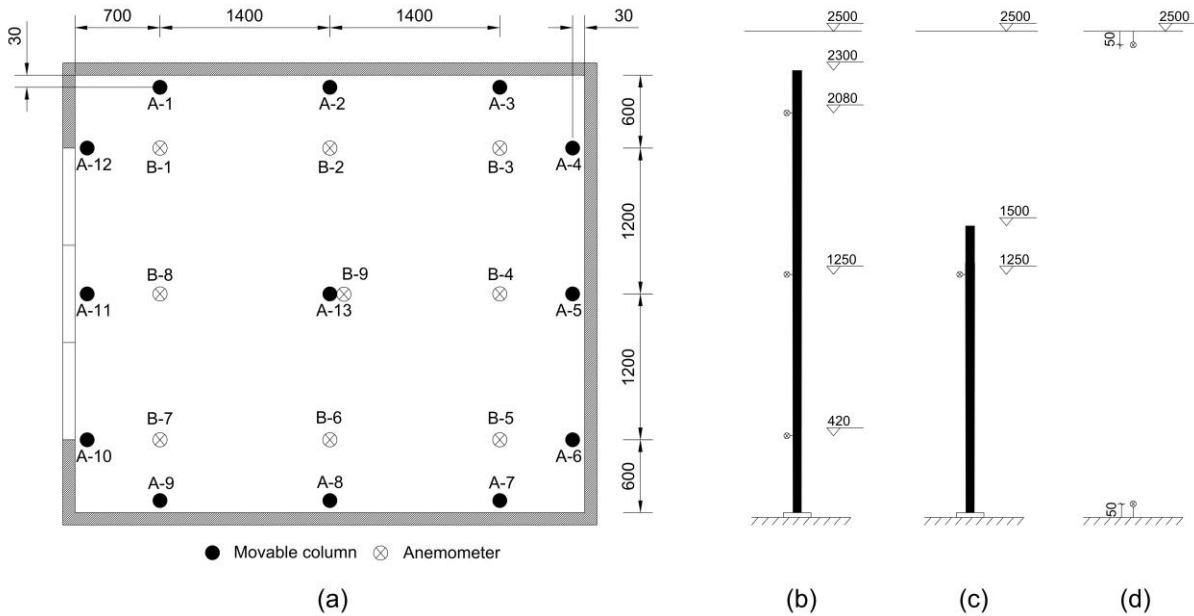 700 1400 1400 30
30
A-1 A-2 A-3
600
A-12 B-1 B-2 B-3 A-4
1200
B-8 B-9 B-4
A-11 A-13 A-5
1200
B-7 B-6 B-5
A-10 A-6
A-9 A-8 A-7
600
Movable column Anemometer
(a)
2500
2300
2080
1250
420
(b)
2500
1500
1250
(c)
2500
50
50
(d)